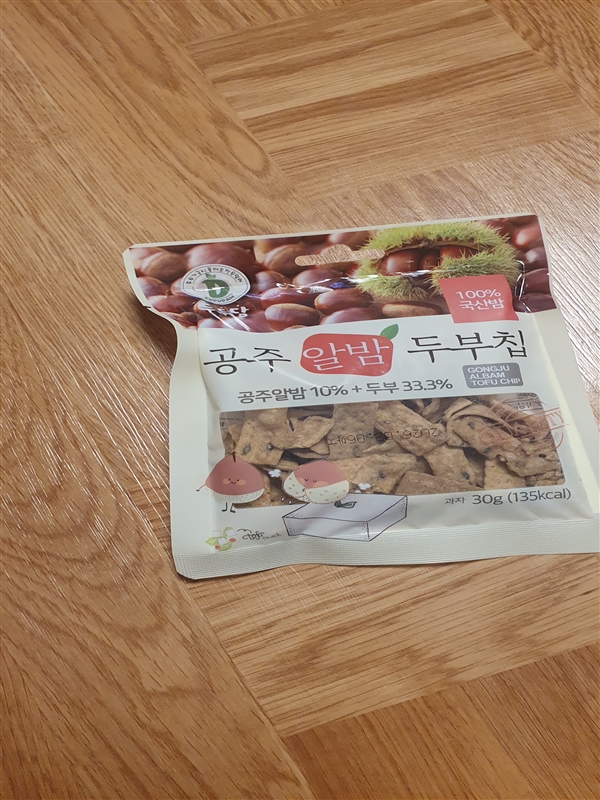 100%
국산밤
공주 알밤 두부칩
GONGJU
ALBAM
TOFU CHIP
공주알밤 10% + 두부 33.3%
과자 30g (135kcal)